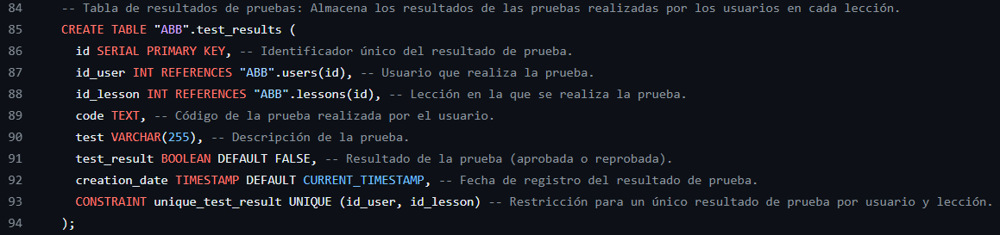 84 -- Tabla de resultados de pruebas: Almacena los resultados de las pruebas realizadas por los usuarios en cada lección.
85 CREATE TABLE "ABB".test_results (
86 id SERIAL PRIMARY KEY, -- Identificador único del resultado de prueba.
87 id_user INT REFERENCES "ABB".users(id), -- Usuario que realiza la prueba.
88 id_lesson INT REFERENCES "ABB".lessons(id), -- Lección en la que se realiza la prueba.
89 code TEXT, -- Código de la prueba realizada por el usuario.
90 test VARCHAR(255), -- Descripción de la prueba.
91 test_result BOOLEAN DEFAULT FALSE, -- Resultado de la prueba (aprobada o reprobada).
92 creation_date TIMESTAMP DEFAULT CURRENT_TIMESTAMP, -- Fecha de registro del resultado de prueba.
93 CONSTRAINT unique_test_result UNIQUE (id_user, id_lesson) -- Restricción para un único resultado de prueba por usuario y lección.
94 );